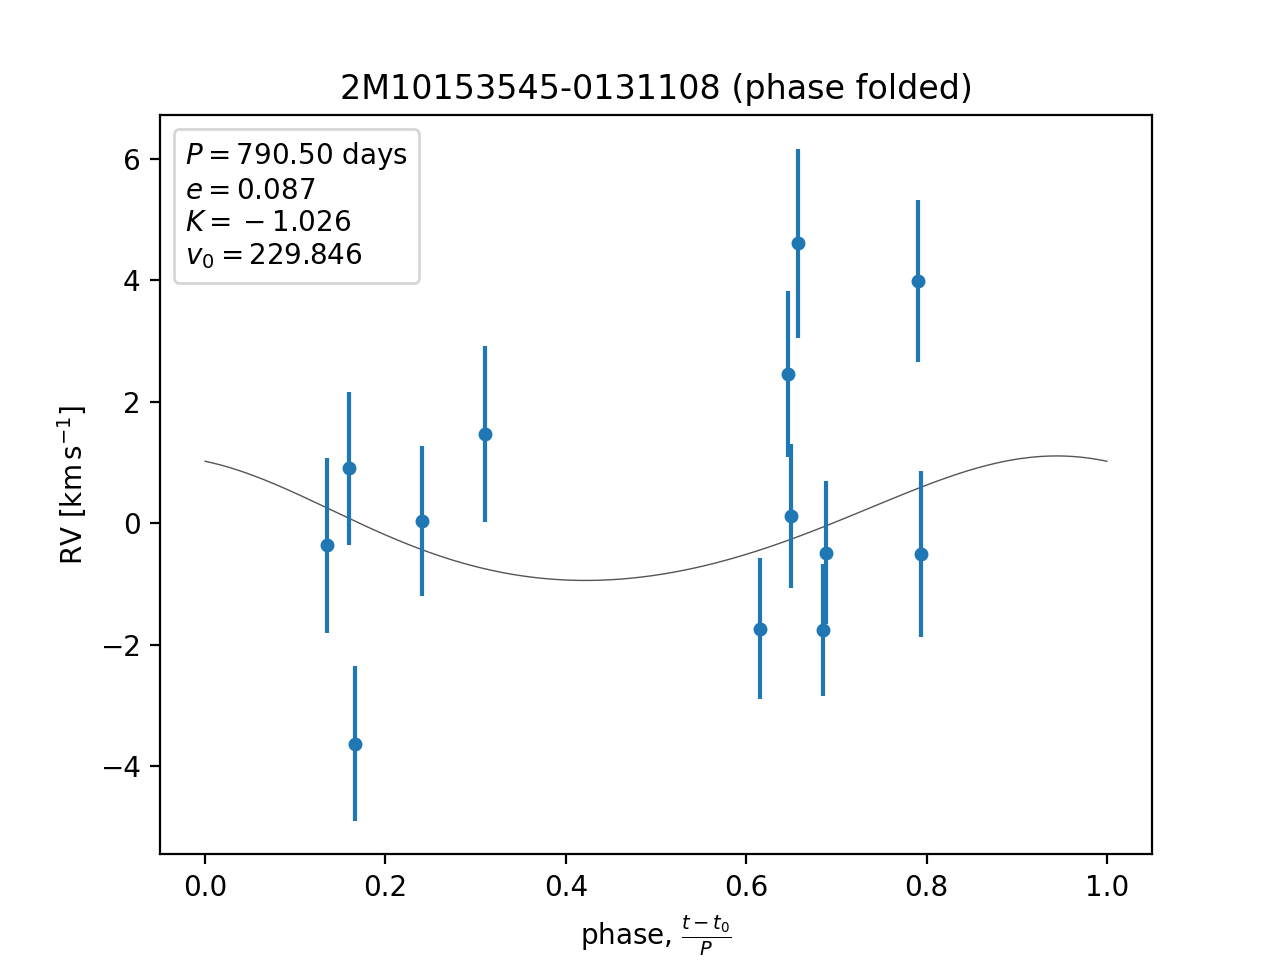 2M10153545-0131108 (phase folded)
P = 790.50 days
e = 0.087
K = −1.026
v₀ = 229.846
6
4
2
0
−2
−4
RV [km s⁻¹]
0.0 0.2 0.4 0.6 0.8 1.0
phase, (t − t₀)/P